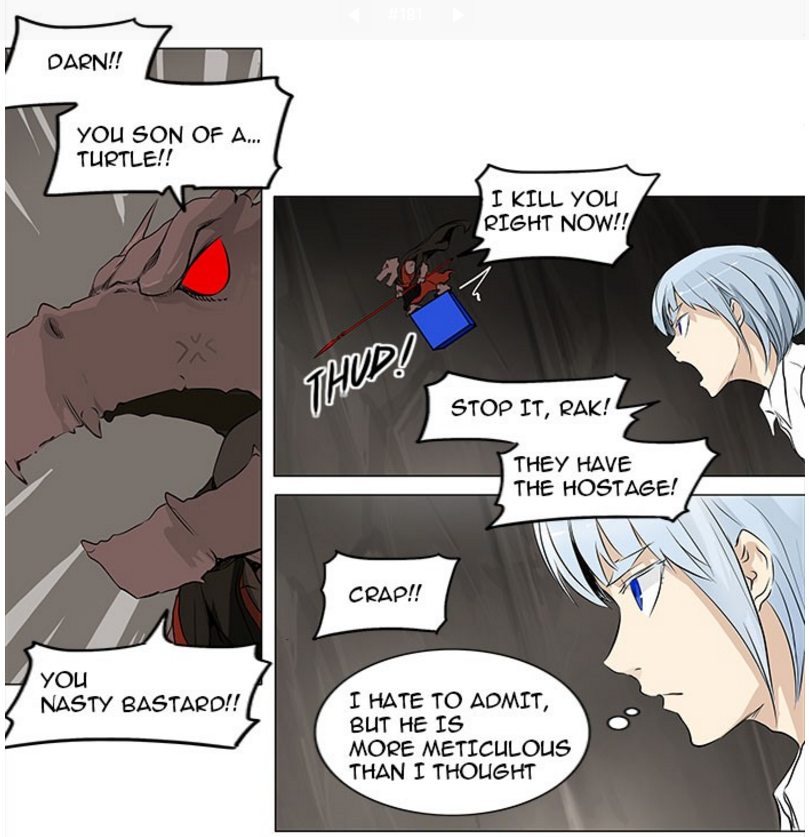 #181
DARN!!
YOU SON OF A...
TURTLE!!
YOU
NASTY BASTARD!!
I KILL YOU
RIGHT NOW!!
THUD!
STOP IT, RAK!
THEY HAVE
THE HOSTAGE!
CRAP!!
I HATE TO ADMIT,
BUT HE IS
MORE METICULOUS
THAN I THOUGHT